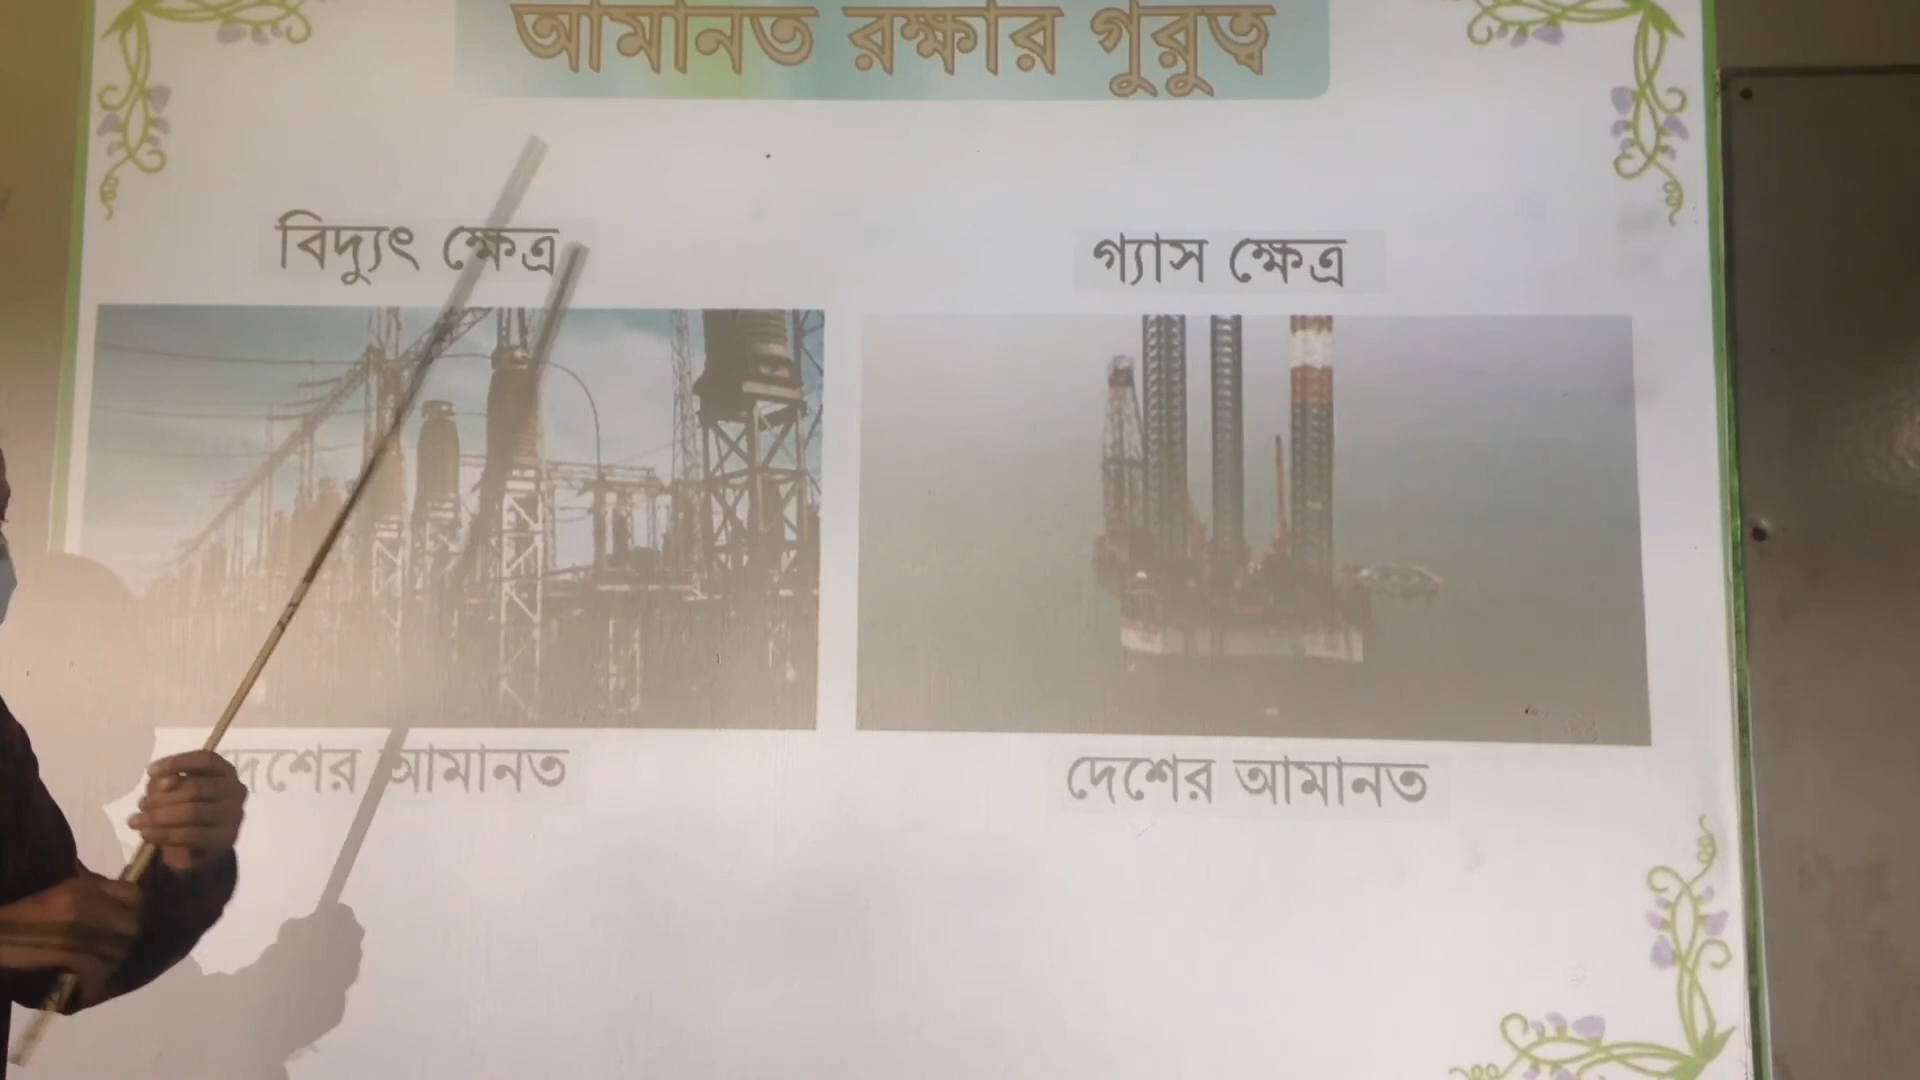 আমানত রক্ষার গুরুত্ব
বিদ্যুৎ ক্ষেত্র
গ্যাস ক্ষেত্র
দেশের আমানত
দেশের আমানত